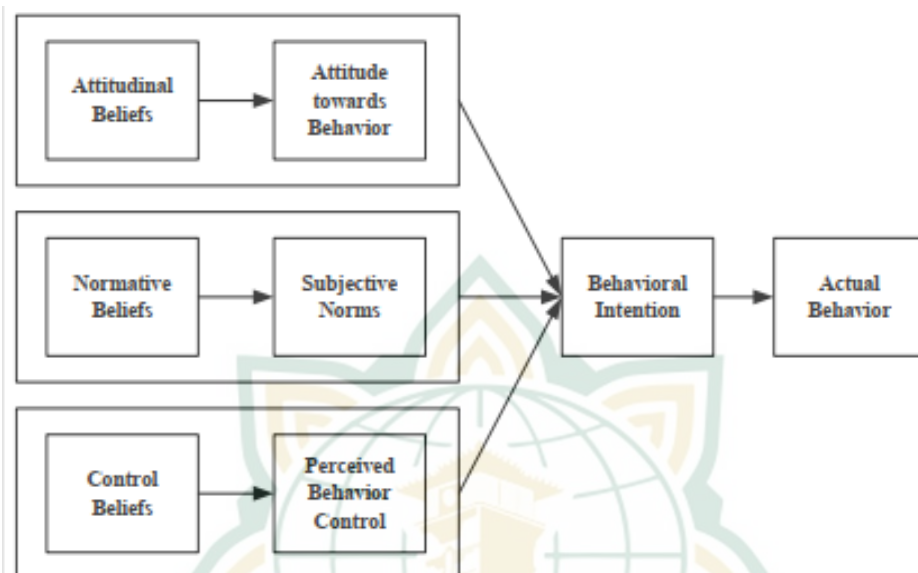 Attitudinal
Beliefs
Attitude
towards
Behavior
Normative
Beliefs
Subjective
Norms
Behavioral
Intention
Actual
Behavior
Control
Beliefs
Perceived
Behavior
Control